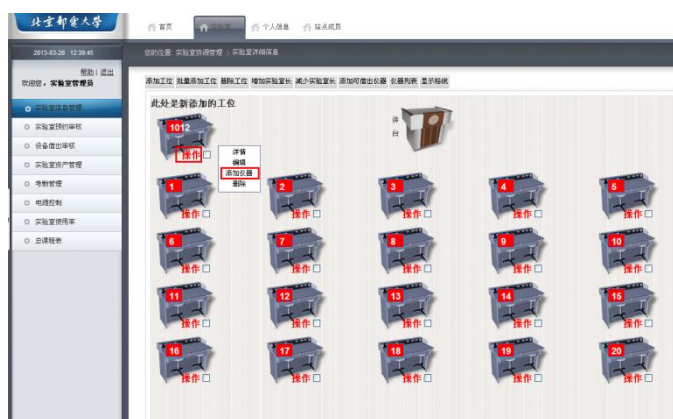 北京邮电大学
首页
个人信息
站点成员
2013-03-26 12:39:45
您的位置: 实验室资源管理 > 实验室详细信息
帮助 | 退出
欢迎您，实验室管理员
添加工位 批量添加工位 删除工位 增加实验室长 减少实验室长 添加可借出仪器 仪器列表 显示格线
实验室信息管理
实验室预约审核
设备借出审核
实验室资产管理
考勤管理
电源控制
实验室使用率
总课程表
此处是新添加的工位
讲台
1012
操作
详情
编辑
添加仪器
删除
1 2 3 4 5
操作 操作 操作 操作 操作
6 7 8 9 10
操作 操作 操作 操作 操作
11 12 13 14 15
操作 操作 操作 操作 操作
16 17 18 19 20
操作 操作 操作 操作 操作